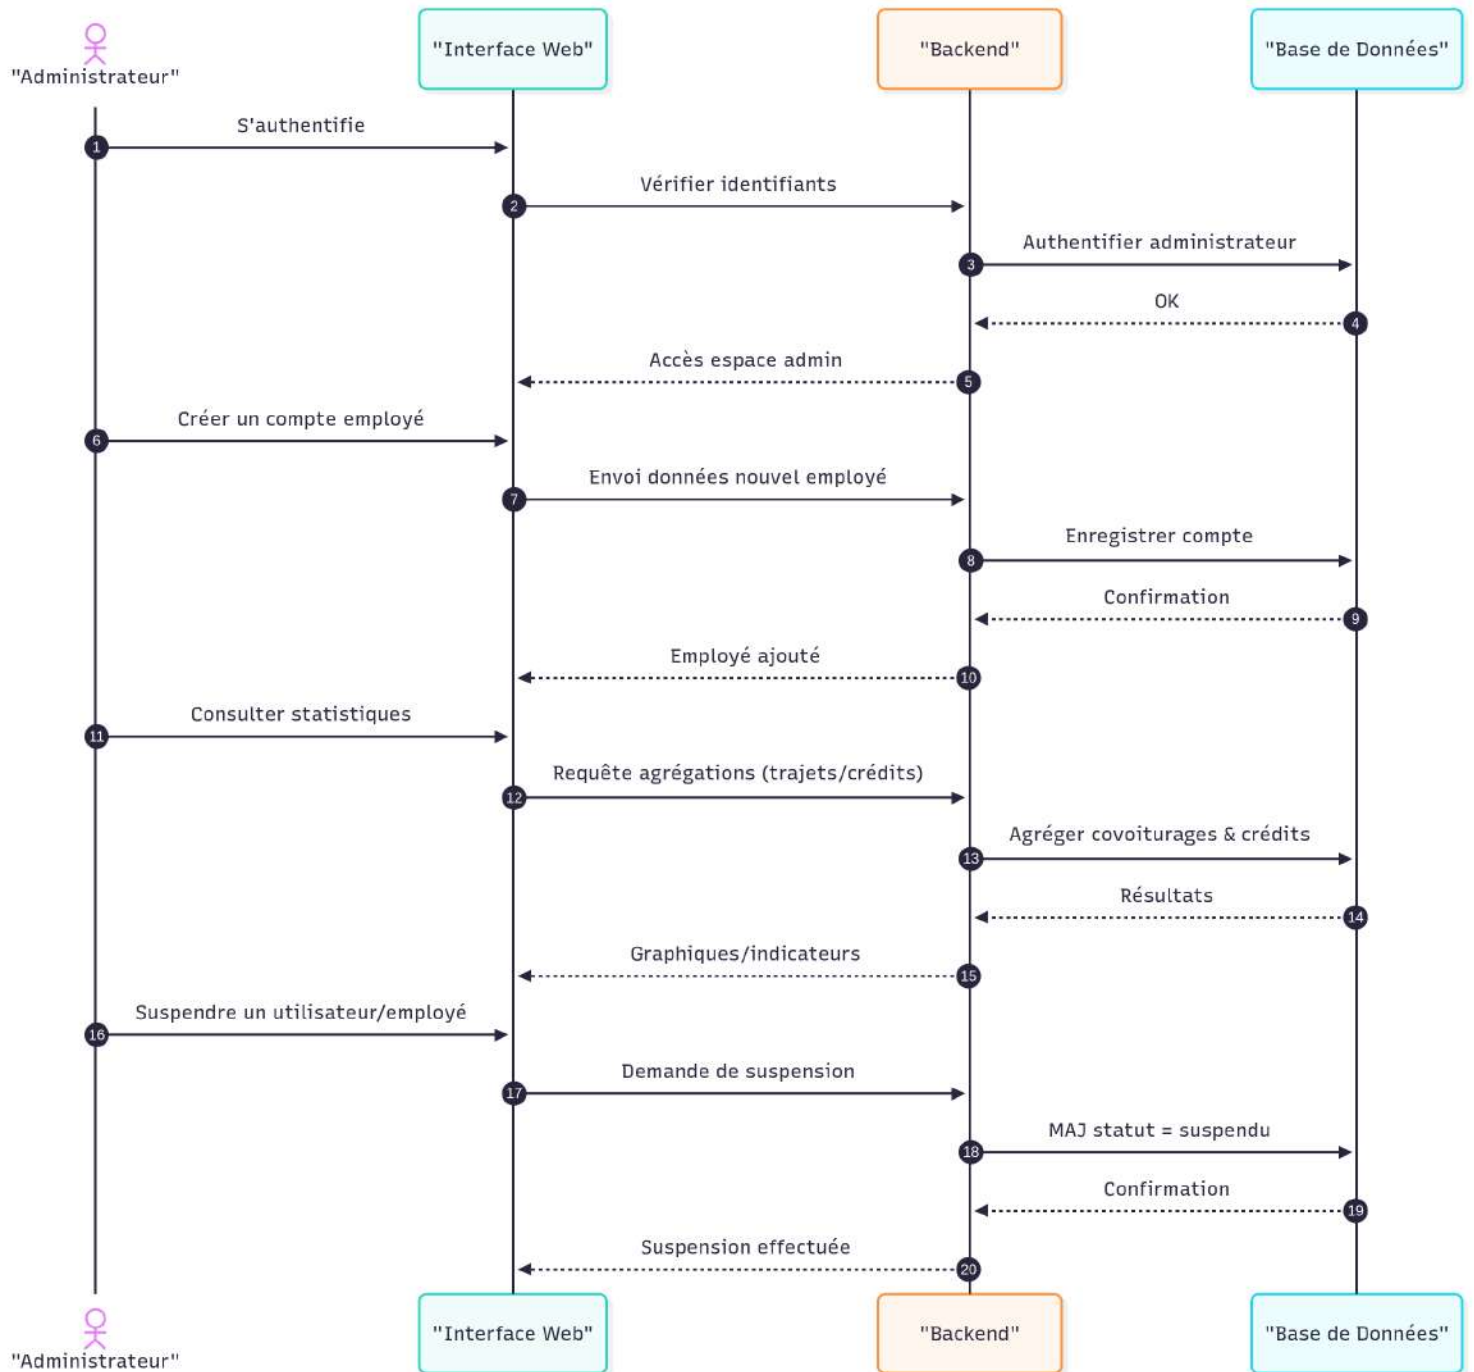 "Administrateur"
"Interface Web"
"Backend"
"Base de Données"
S'authentifie
1
Vérifier identifiants
2
Authentifier administrateur
3
OK
4
Accès espace admin
5
Créer un compte employé
6
Envoi données nouvel employé
7
Enregistrer compte
8
Confirmation
9
Employé ajouté
10
Consulter statistiques
11
Requête agrégations (trajets/crédits)
12
Agréger covoiturages & crédits
13
Résultats
14
Graphiques/indicateurs
15
Suspendre un utilisateur/employé
16
Demande de suspension
17
MAJ statut = suspendu
18
Confirmation
19
Suspension effectuée
20
"Administrateur"
"Interface Web"
"Backend"
"Base de Données"